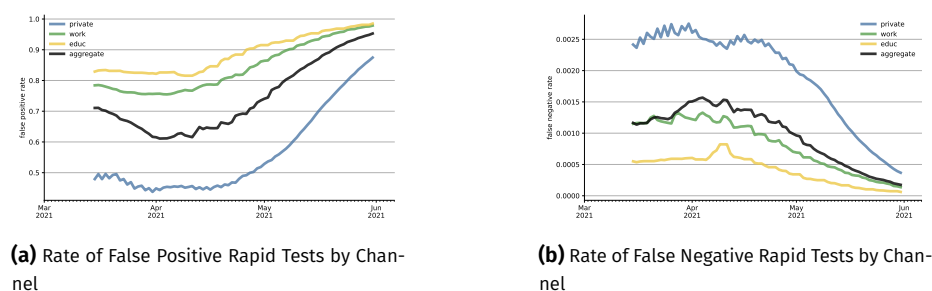 1.0
0.9
0.8
0.7
0.6
0.5
false positive rate
private
work
educ
aggregate
Mar
2021
Apr
2021
May
2021
Jun
2021
(a) Rate of False Positive Rapid Tests by Chan-
nel
0.0025
0.0020
0.0015
0.0010
0.0005
0.0000
false negative rate
private
work
educ
aggregate
Mar
2021
Apr
2021
May
2021
Jun
2021
(b) Rate of False Negative Rapid Tests by Chan-
nel